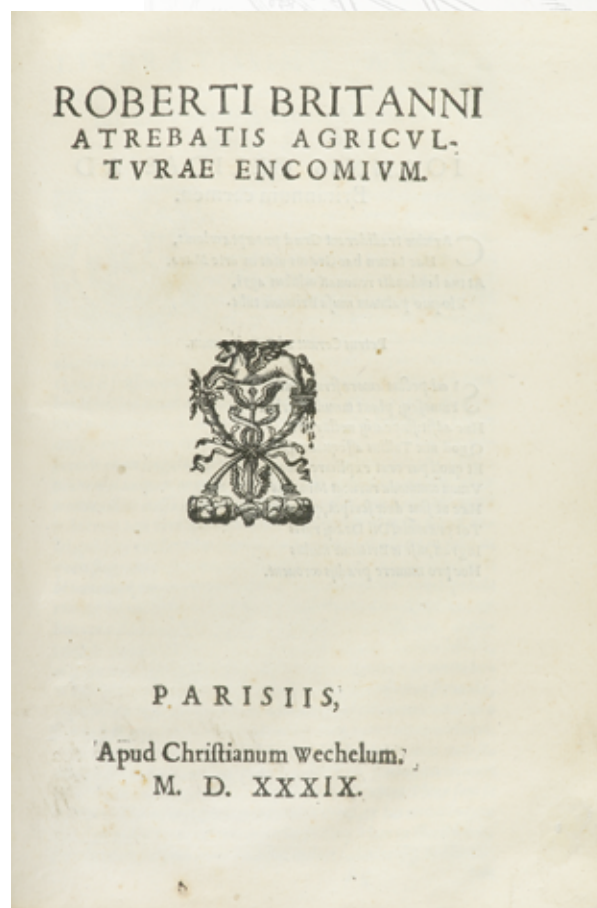 ROBERTI BRITANNI
ATREBATIS AGRICVL-
TVRAE ENCOMIVM.
PARISIIS,
Apud Chriſtianum Wechelum.
M. D. XXXIX.